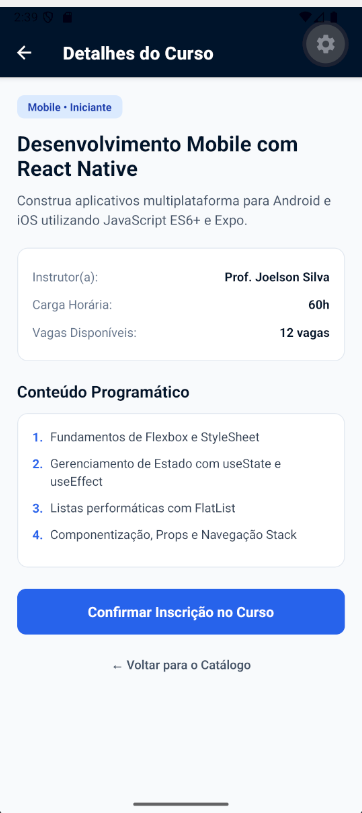 2:39
Detalhes do Curso
Mobile • Iniciante
Desenvolvimento Mobile com
React Native
Construa aplicativos multiplataforma para Android e
iOS utilizando JavaScript ES6+ e Expo.
Instrutor(a): Prof. Joelson Silva
Carga Horária: 60h
Vagas Disponíveis: 12 vagas
Conteúdo Programático
1. Fundamentos de Flexbox e StyleSheet
2. Gerenciamento de Estado com useState e
useEffect
3. Listas performáticas com FlatList
4. Componentização, Props e Navegação Stack
Confirmar Inscrição no Curso
← Voltar para o Catálogo